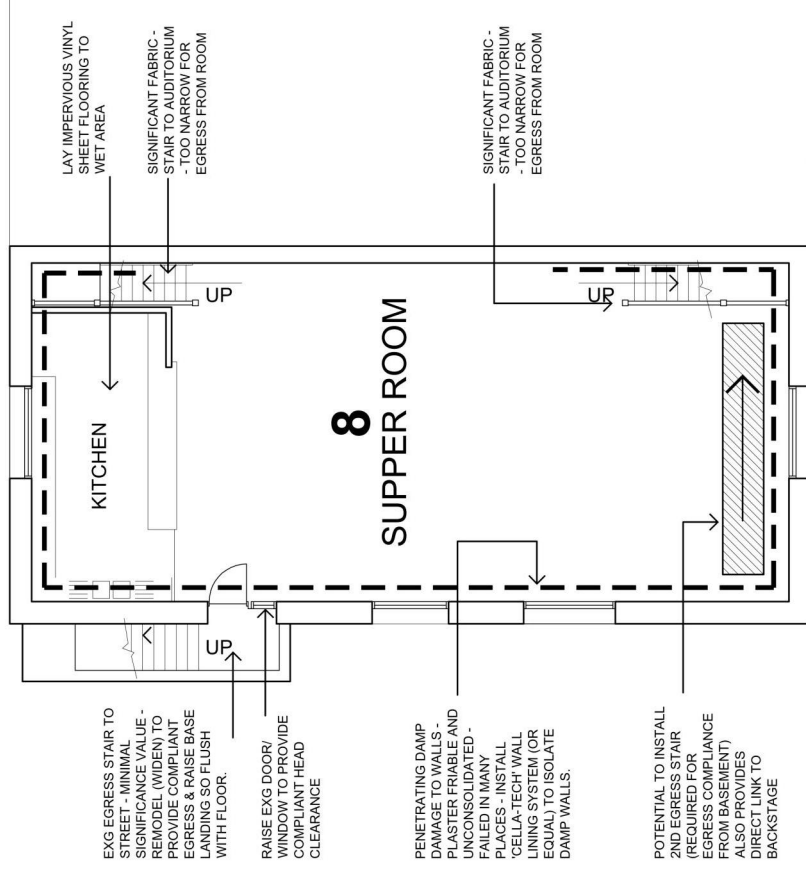 LAY IMPERVIOUS VINYL
SHEET FLOORING TO
WET AREA
SIGNIFICANT FABRIC -
STAIR TO AUDITORIUM
- TOO NARROW FOR
EGRESS FROM ROOM
SIGNIFICANT FABRIC -
STAIR TO AUDITORIUM
- TOO NARROW FOR
EGRESS FROM ROOM
UP
UP
KITCHEN
8
SUPPER ROOM
UP
EXG EGRESS STAIR TO
STREET - MINIMAL
SIGNIFICANCE VALUE -
REMODEL (WIDEN) TO
PROVIDE COMPLIANT
EGRESS & RAISE BASE
LANDING SO FLUSH
WITH FLOOR.
RAISE EXG DOOR/
WINDOW TO PROVIDE
COMPLIANT HEAD
CLEARANCE
PENETRATING DAMP
DAMAGE TO WALLS -
PLASTER FRIABLE AND
UNCONSOLIDATED -
FAILED IN MANY
PLACES - INSTALL
'CELLA-TECH' WALL
LINING SYSTEM (OR
EQUAL) TO ISOLATE
DAMP WALLS.
POTENTIAL TO INSTALL
2ND EGRESS STAIR
(REQUIRED FOR
EGRESS COMPLIANCE
FROM BASEMENT)
ALSO PROVIDES
DIRECT LINK TO
BACKSTAGE